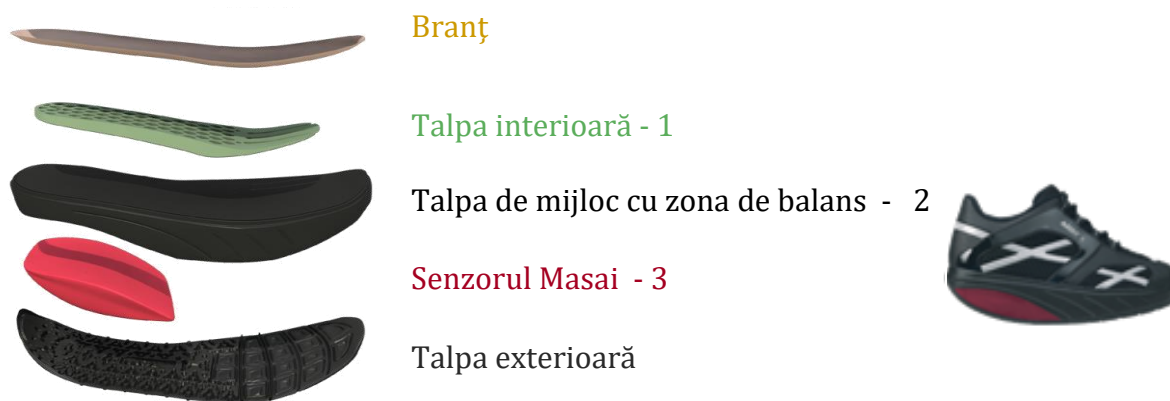 Branţ
Talpa interioară - 1
Talpa de mijloc cu zona de balans - 2
Senzorul Masai - 3
Talpa exterioară